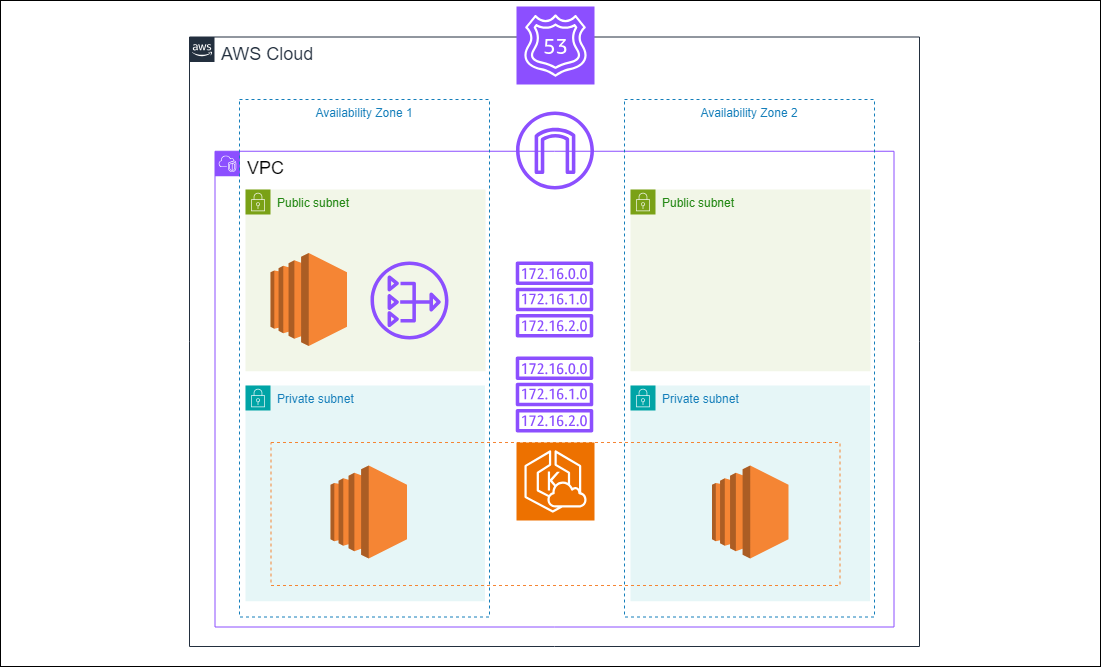 53
aws
AWS Cloud
Availability Zone 1
Availability Zone 2
VPC
Public subnet
Public subnet
172.16.0.0
172.16.1.0
172.16.2.0
172.16.0.0
172.16.1.0
172.16.2.0
Private subnet
Private subnet
K